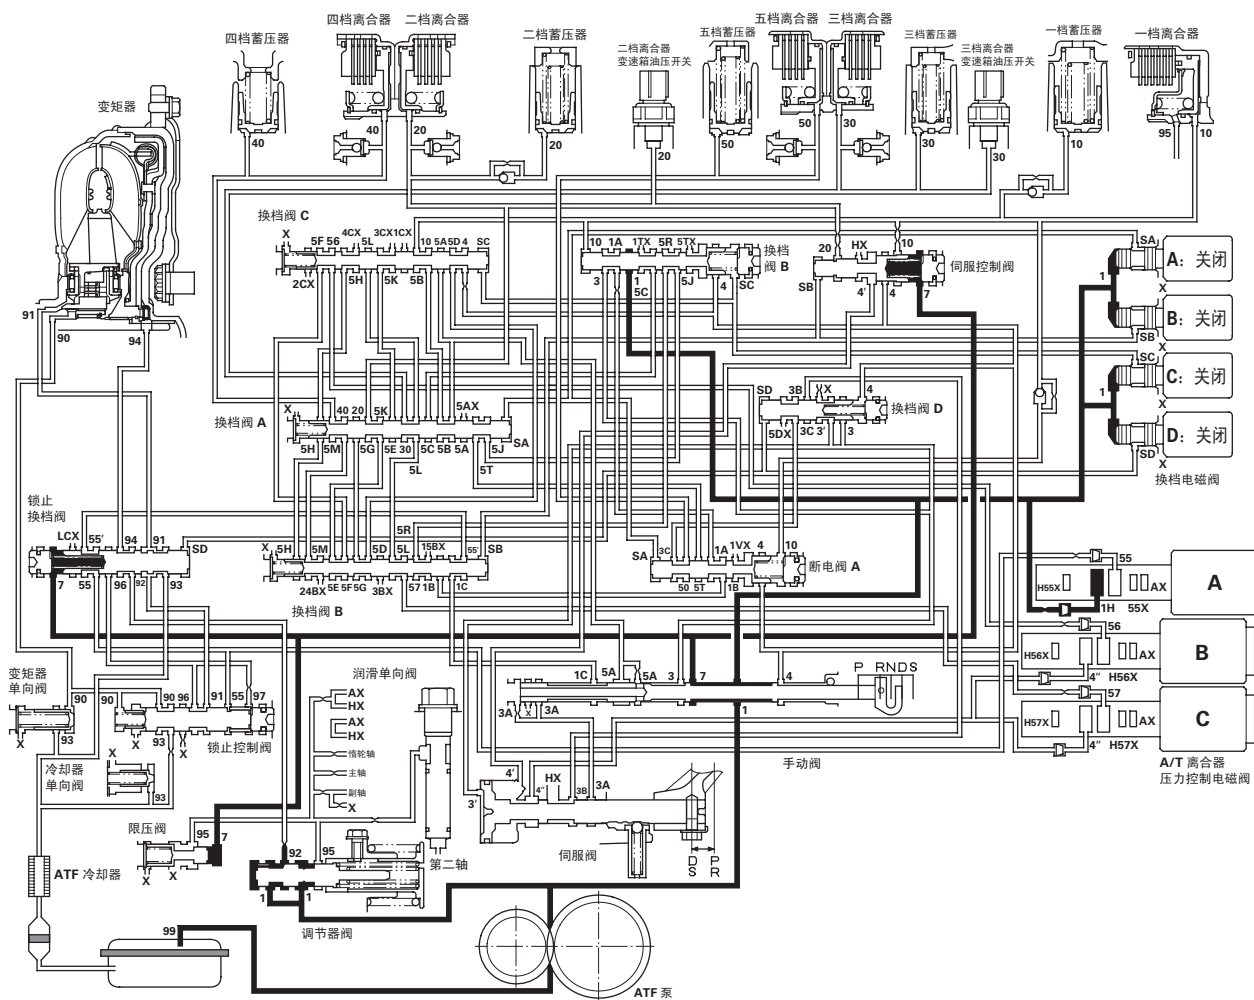 四档离合器 二档离合器
四档蓄压器
二档蓄压器
二档离合器
变速箱油压开关
五档蓄压器
五档离合器 三档离合器
三档蓄压器
三档离合器
变速箱油压开关
一档蓄压器
一档离合器
变矩器
40 40 20 20 20 50 50 30 30 30 10 95 10
换档阀 C
X 5F 56 4CX 5L 3CX 1CX 10 5A 5D 4 SC
2CX 5H 5K 5B
10 1A 1TX 5R 5TX
换档
阀 B
3 1 5C 5J 4 SC
20 HX 10
伺服控制阀
SB 4' 4 7
SA
1
A: 关闭
X
B: 关闭
SB
X
SC
1
C: 关闭
X
D: 关闭
SD
X
换档电磁阀
91 90 94
换档阀 A
X 40 20 5K 5AX SA
5H 5M 5G 5E 30 5C 5B 5A 5J
5L 5T
SD 3B X 4
换档阀 D
5DX 3C 3' 3
锁止
换档阀
LCX 55' 94 91 SD
7 55 96 92 93
5R
X 5H 5M 5D 5L 15BX 55' SB
24BX 5E 5F 5G 3BX 57 1B 1C
换档阀 B
SA 3C 1A 1VX 4 10
断电阀 A
50 5T 1B
55
H55X AX A
1H 55X
56
H56X AX B
4" H56X
57
H57X AX C
4" H57X
A/T 离合器
压力控制电磁阀
变矩器
单向阀
90 90 90 96 91 55 97
93 X X 93 X
锁止控制阀
冷却器
单向阀
X
93
润滑单向阀
AX
HX
AX
HX
惰轮轴
主轴
副轴
X
1C 5A 5A 3 7 4
P R N D S
3A X 3A 1
手动阀
4' HX 3A
4" 3B
3'
伺服阀
D P
S R
限压阀
95 7
X X
92 95
1 1
第二轴
调节器阀
ATF 冷却器
99
ATF 泵